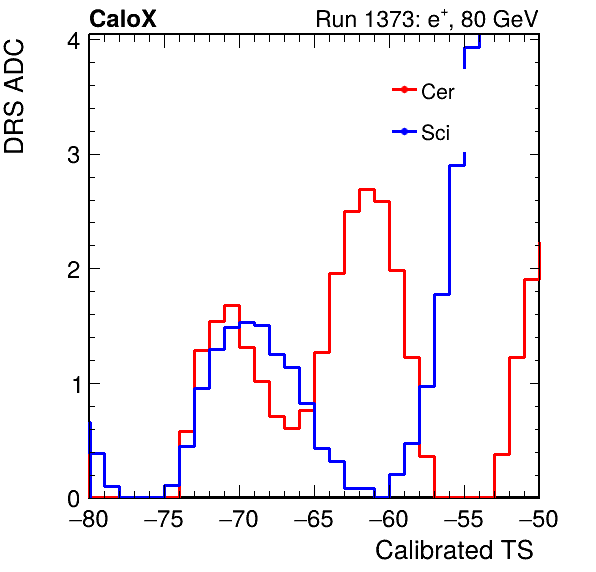 CaloX Run 1373: e⁺, 80 GeV
DRS ADC
4
3
2
1
0
Cer
Sci
−80 −75 −70 −65 −60 −55 −50
Calibrated TS